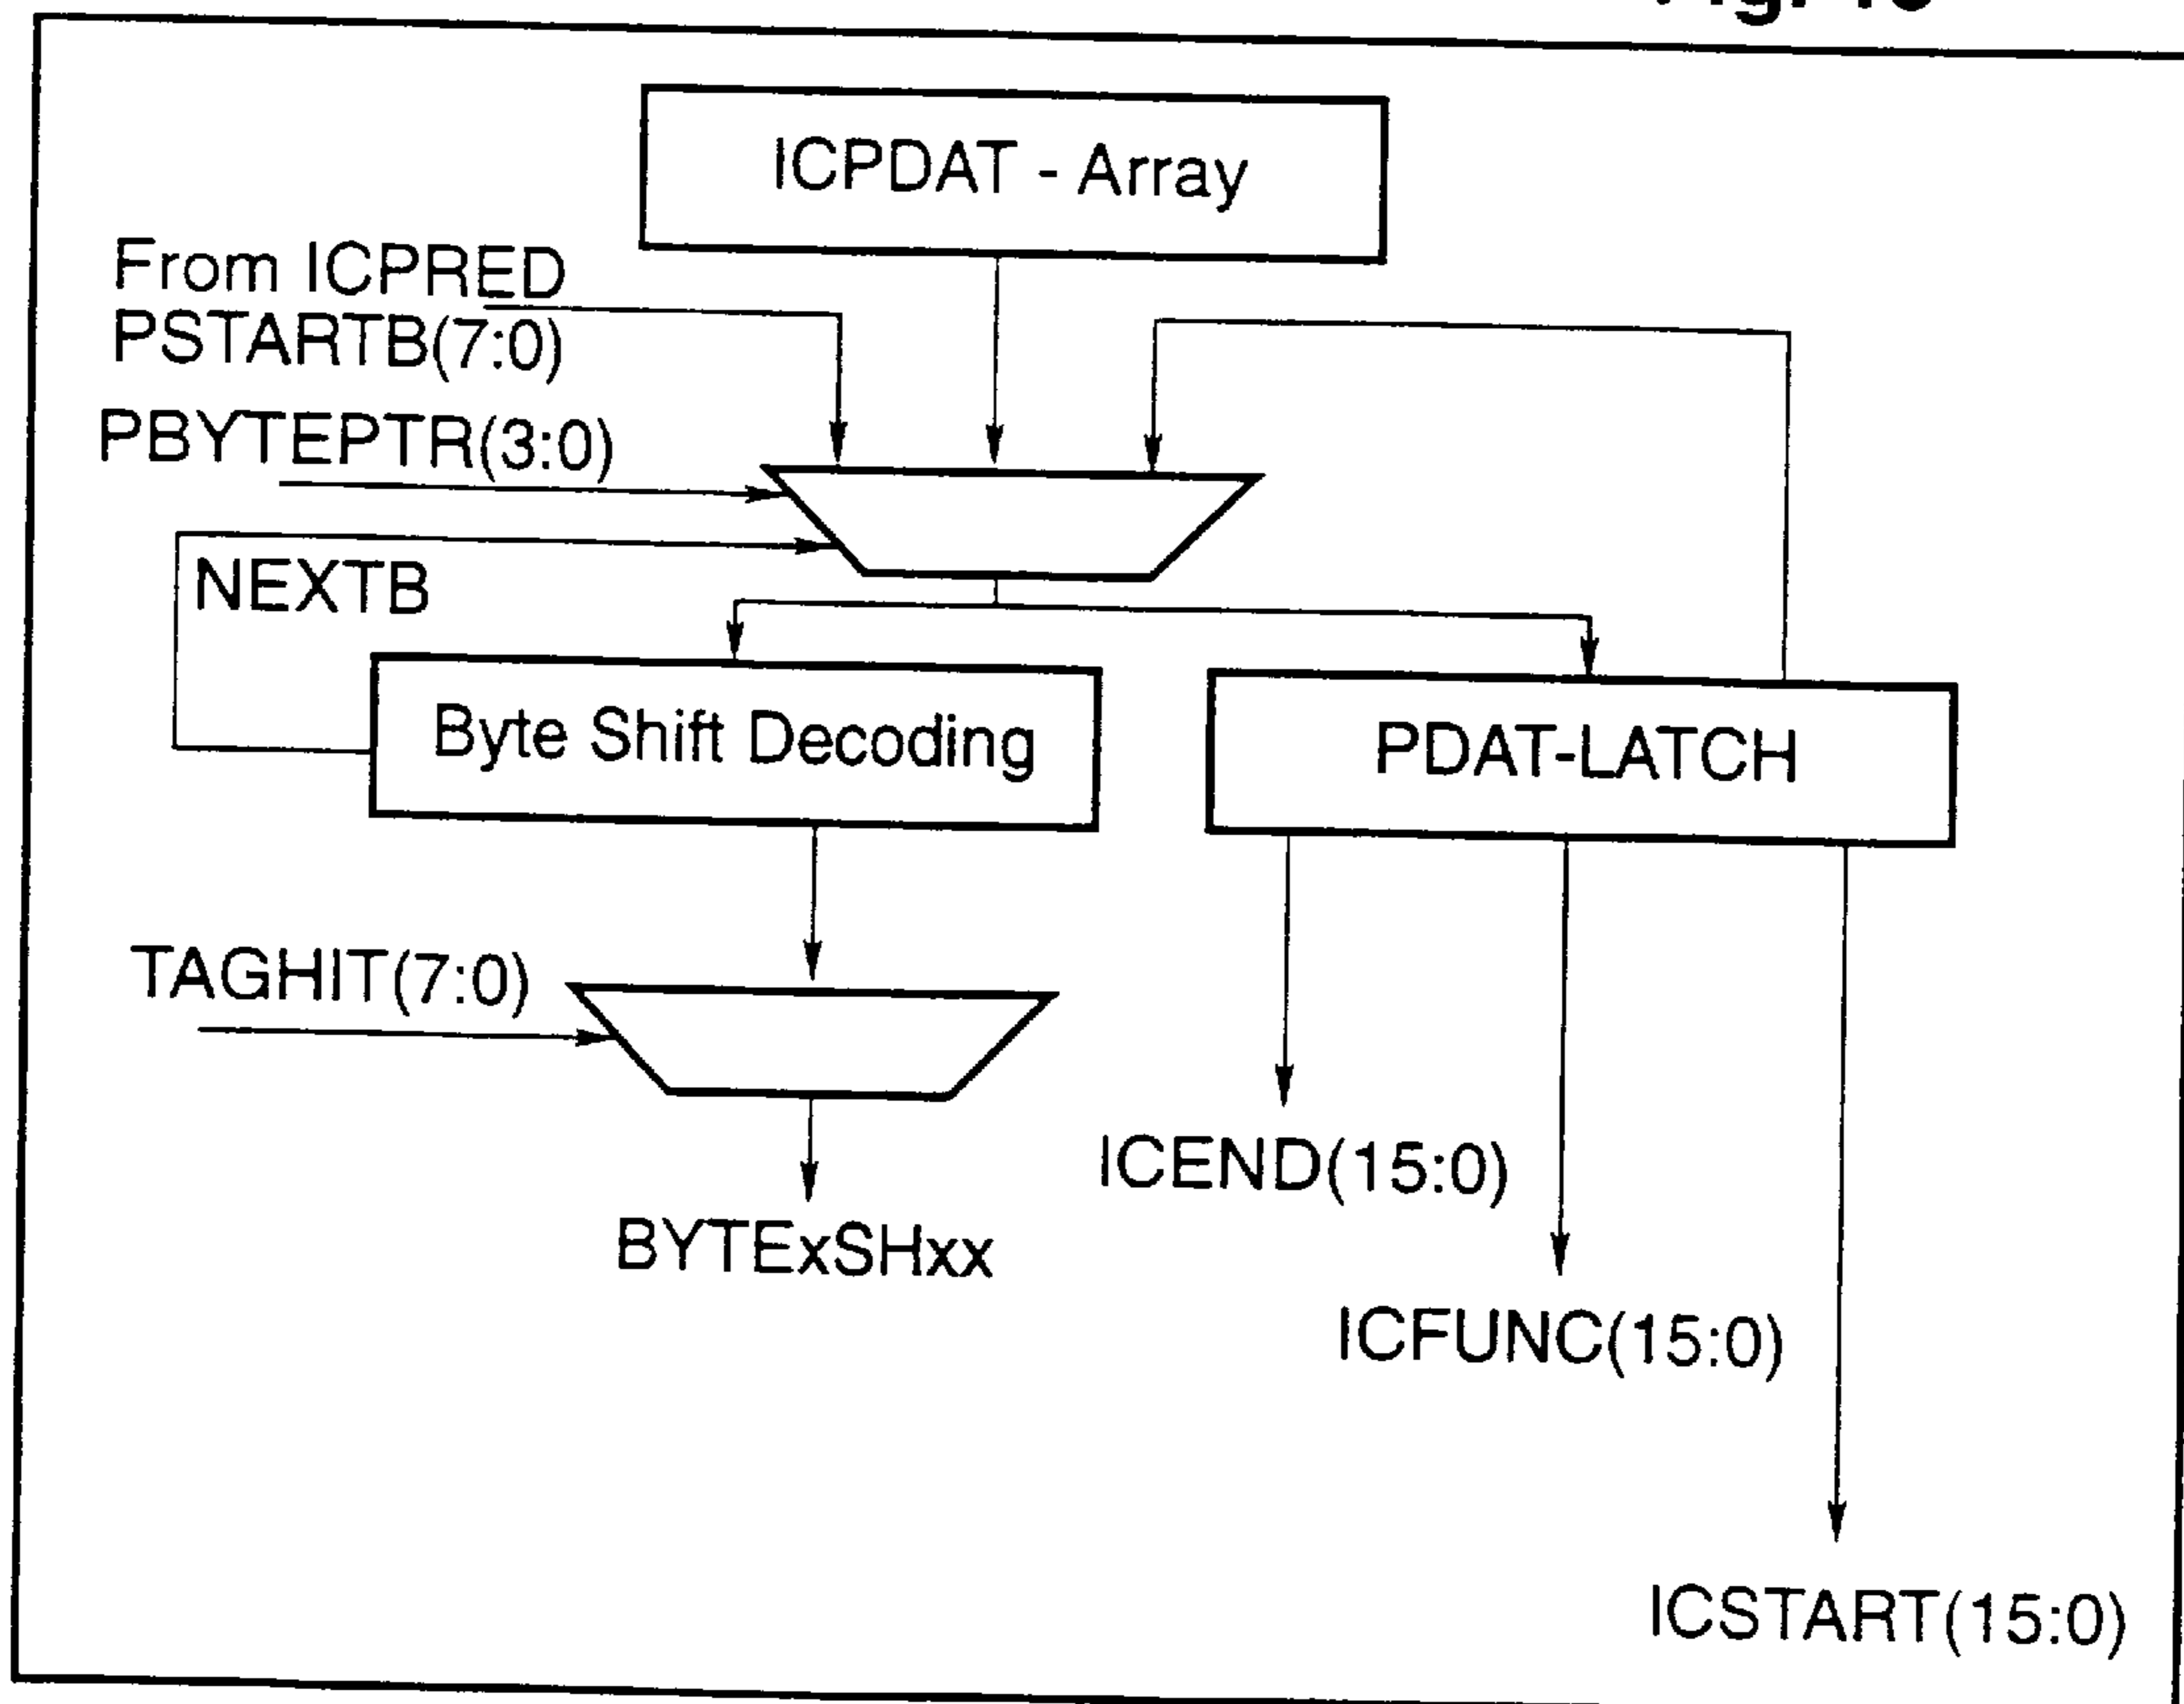 ICPDAT - Array
From ICPRED
PSTARTB(7:0)
PBYTEPTR(3:0)
NEXTB
Byte Shift Decoding
PDAT-LATCH
TAGHIT(7:0)
ICEND(15:0)
BYTExSHxx
ICFUNC(15:0)
ICSTART(15:0)